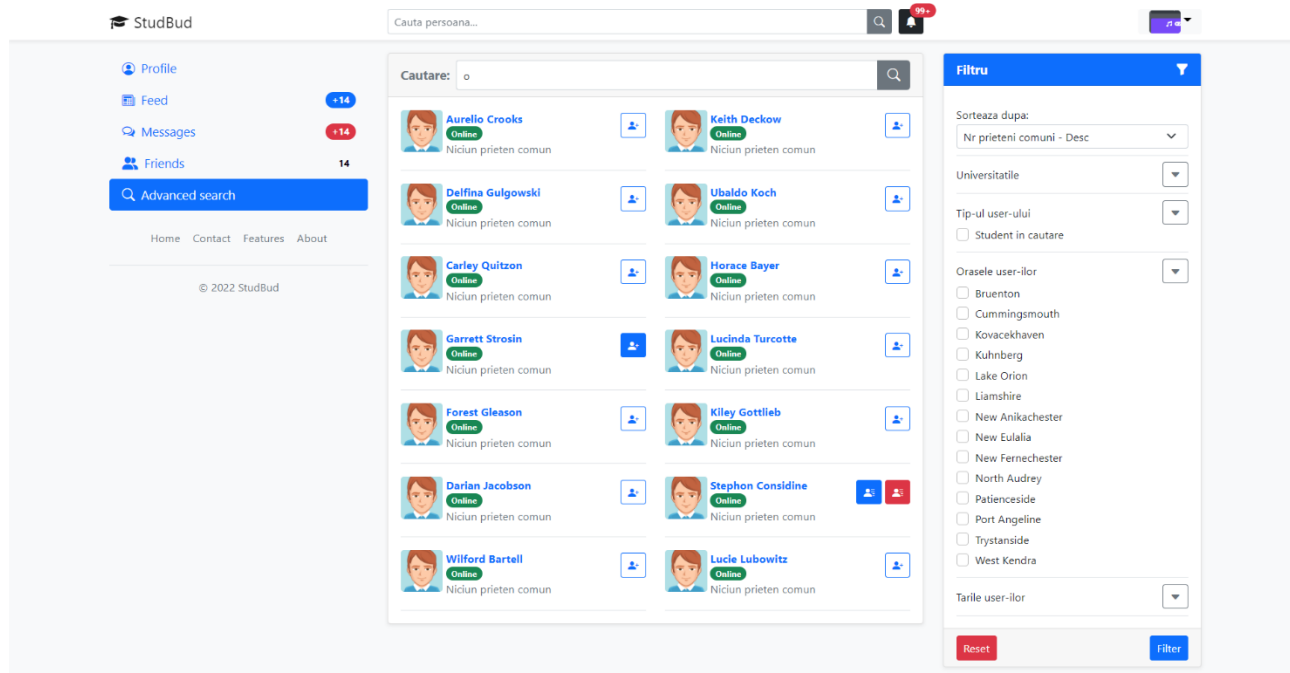 StudBud
Cauta persoana...
99+
Profile
Feed
+14
Messages
+14
Friends
14
Advanced search
Home Contact Features About
© 2022 StudBud
Cautare: o
Aurelio Crooks
Online
Niciun prieten comun
Keith Deckow
Online
Niciun prieten comun
Delfina Gulgowski
Online
Niciun prieten comun
Ubaldo Koch
Online
Niciun prieten comun
Carley Quitzon
Online
Niciun prieten comun
Horace Bayer
Online
Niciun prieten comun
Garrett Strosin
Online
Niciun prieten comun
Lucinda Turcotte
Online
Niciun prieten comun
Forest Gleason
Online
Niciun prieten comun
Kiley Gottlieb
Online
Niciun prieten comun
Darian Jacobson
Online
Niciun prieten comun
Stephon Considine
Online
Niciun prieten comun
Wilford Bartell
Online
Niciun prieten comun
Lucie Lubowitz
Online
Niciun prieten comun
Filtru
Sorteaza dupa:
Nr prieteni comuni - Desc
Universitatile
Tip-ul user-ului
Student in cautare
Orasele user-ilor
Bruenton
Cummingsmouth
Kovacekhaven
Kuhnberg
Lake Orion
Liamshire
New Anikachester
New Eulalia
New Fernechester
North Audrey
Patienceside
Port Angeline
Trystanside
West Kendra
Tarile user-ilor
Reset
Filter